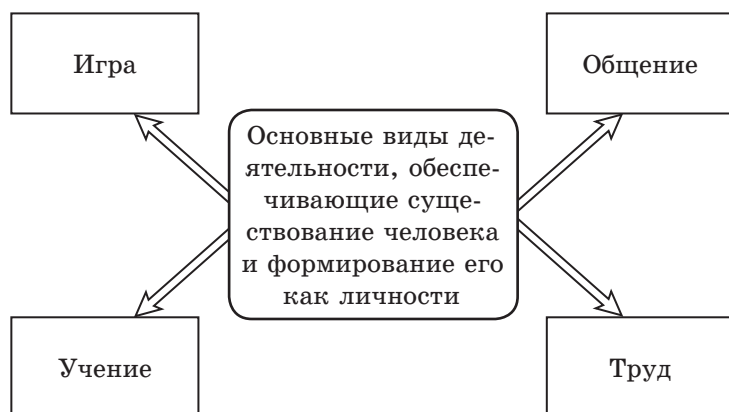 Игра
Общение
Основные виды де-
ятельности, обеспе-
чивающие суще-
ствование человека
и формирование его
как личности
Учение
Труд